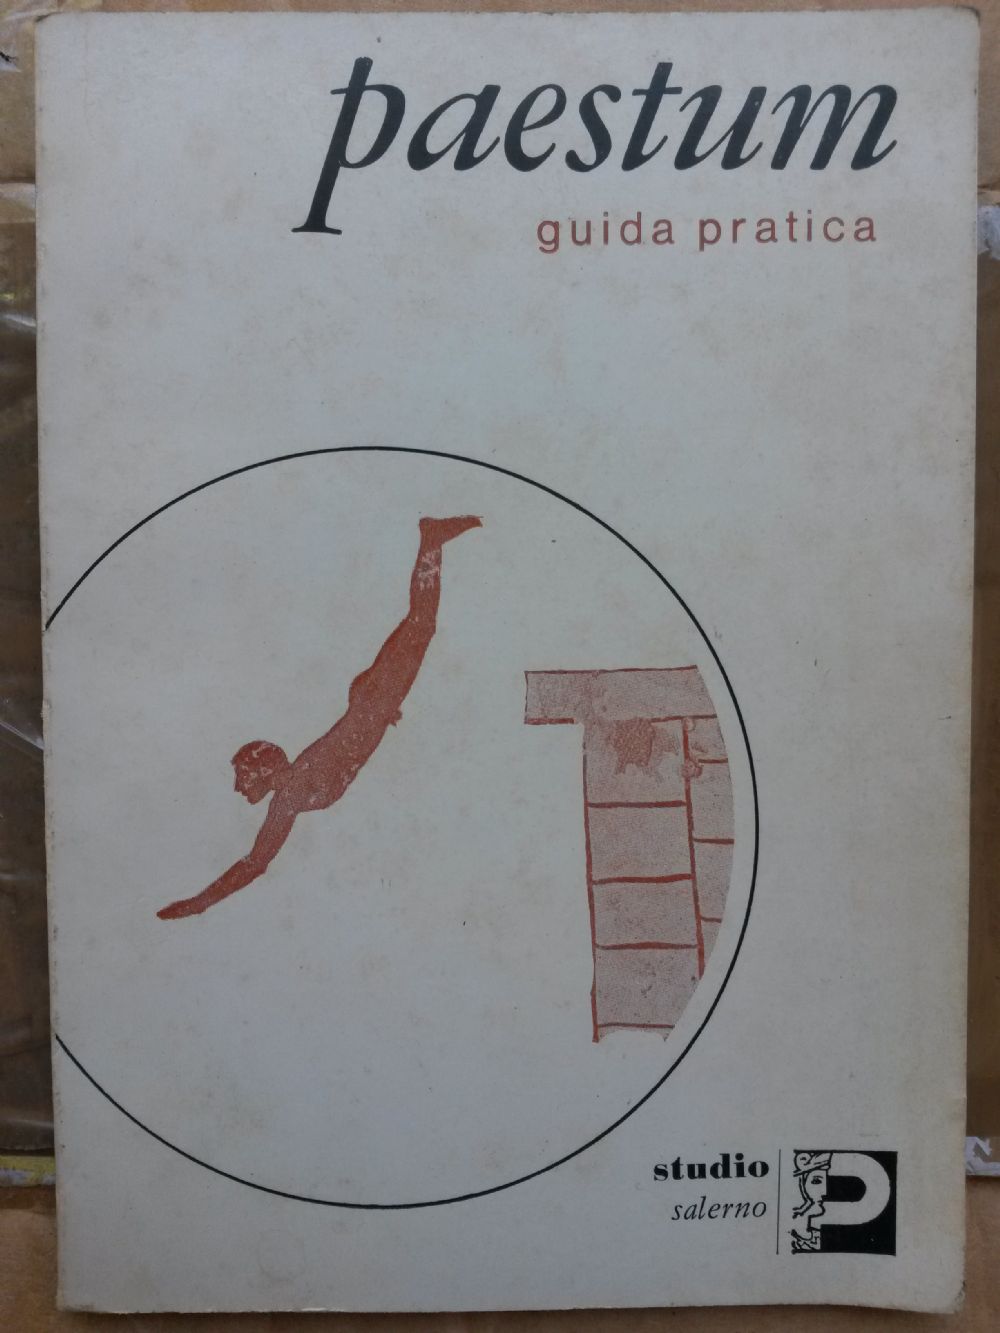 paestum
guida pratica
studio
salerno
P